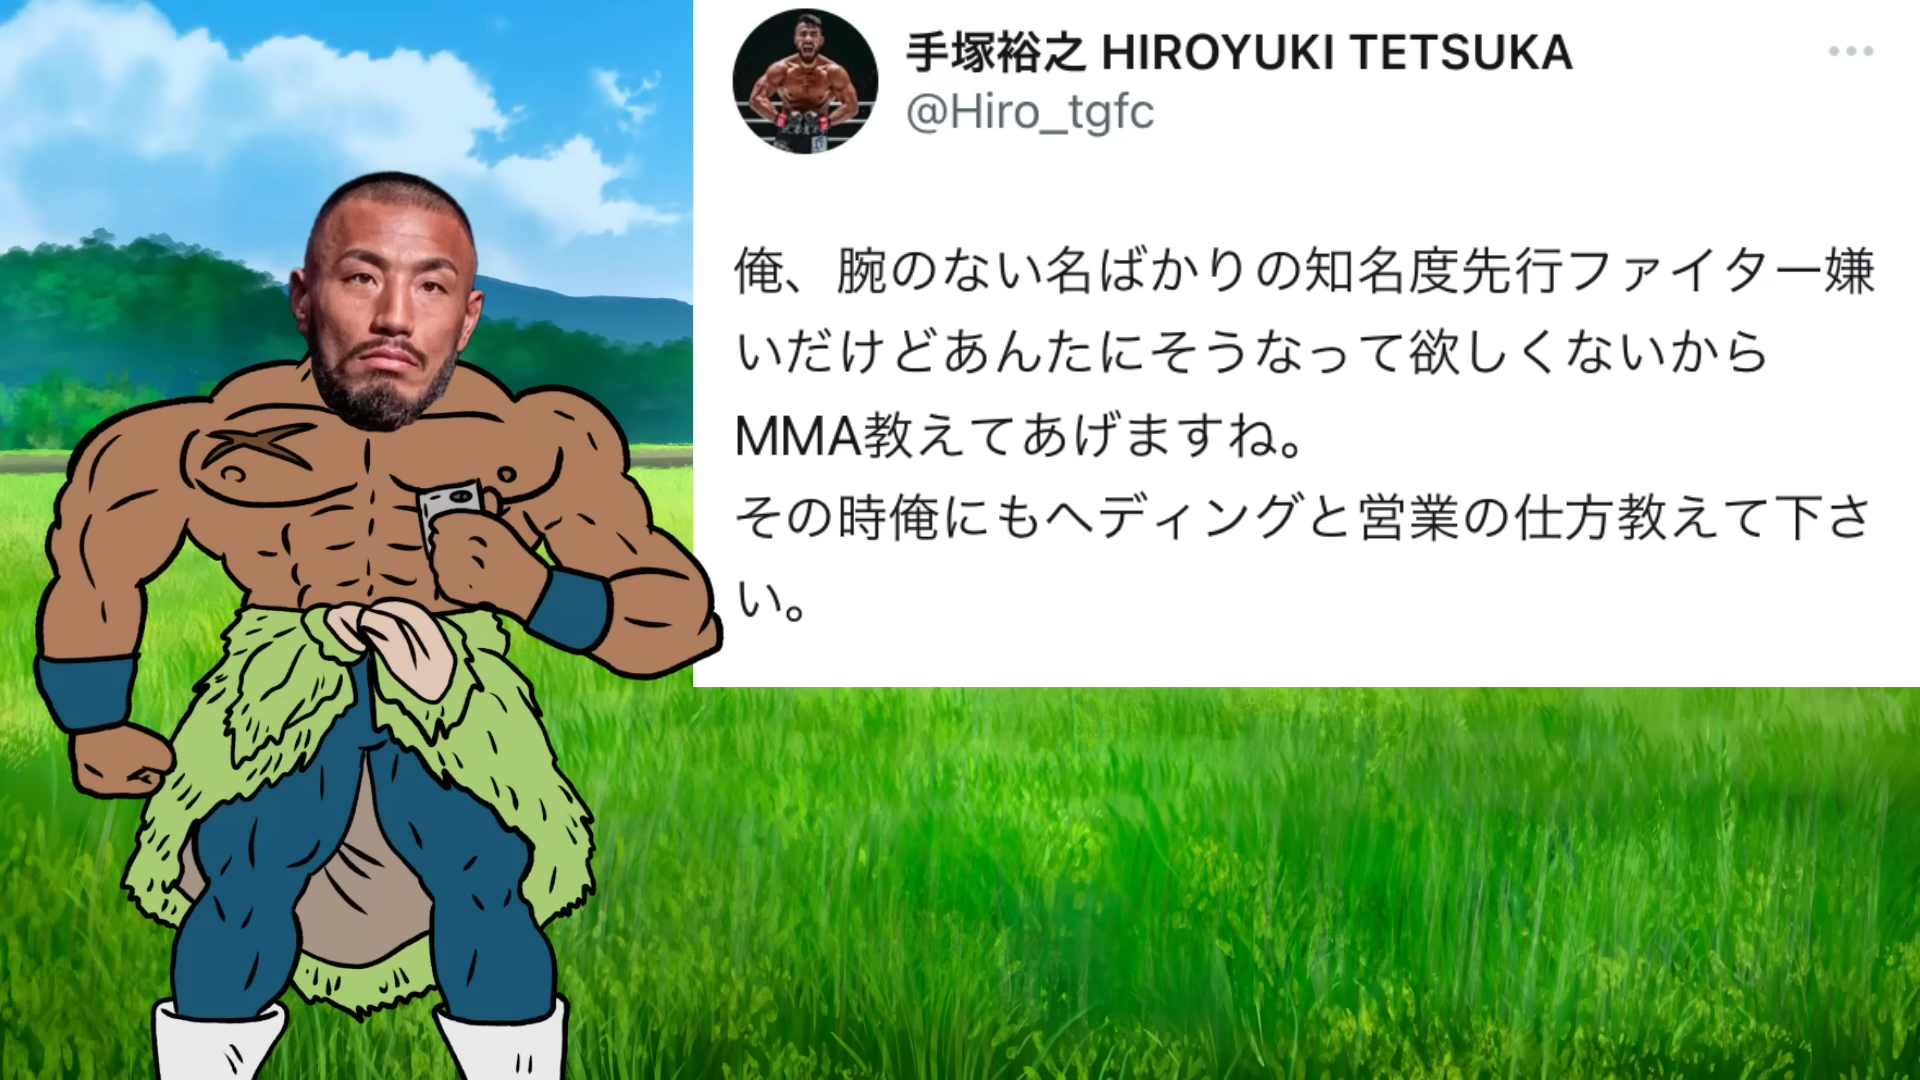 手塚裕之 HIROYUKI TETSUKA
@Hiro_tgfc
俺、腕のない名ばかりの知名度先行ファイター嫌
いだけどあんたにそうなって欲しくないから
MMA教えてあげますね。
その時俺にもヘディングと営業の仕方教えて下さ
い。